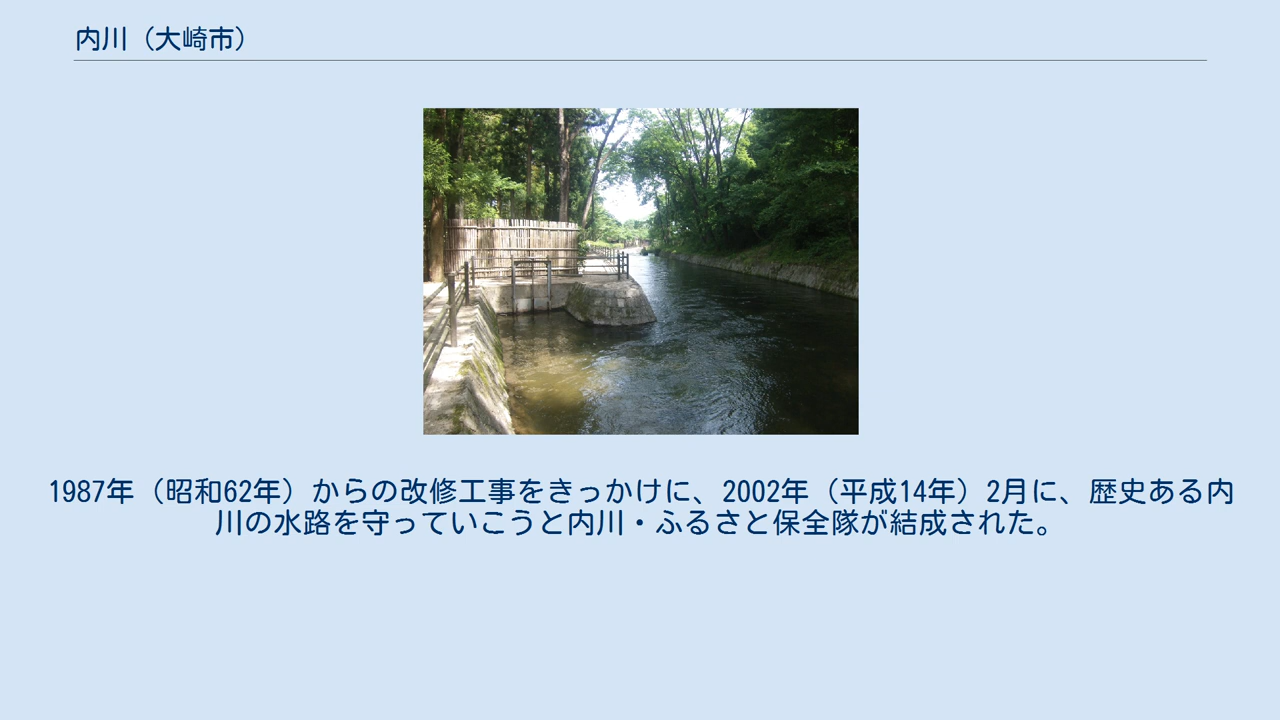 内川（大崎市）
1987年（昭和62年）からの改修工事をきっかけに、2002年（平成14年）2月に、歴史ある内
川の水路を守っていこうと内川・ふるさと保全隊が結成された。